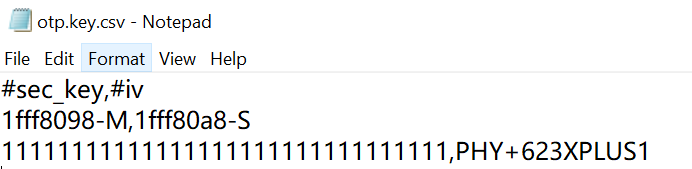 otp.key.csv - Notepad
File Edit Format View Help
#sec_key,#iv
1fff8098-M,1fff80a8-S
11111111111111111111111111111111,PHY+623XPLUS1